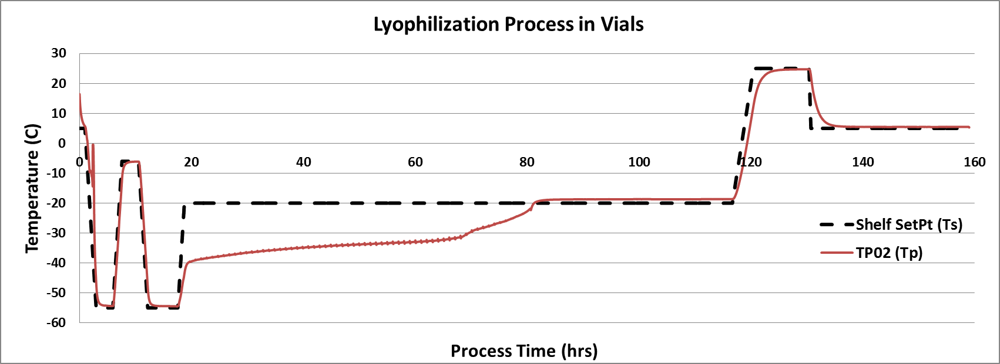 Lyophilization Process in Vials
30
20
10
0
-10
-20
-30
-40
-50
-60
Temperature (C)
0 20 40 60 80 100 120 140 160
Shelf SetPt (Ts)
TP02 (Tp)
Process Time (hrs)